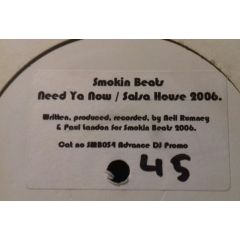 Smokin Beats
Need Ya Now / Salsa House 2006.
Written, produced, recorded, by Neil Rumney
& Paul Landon for Smokin Beats 2006.
Cat no SMB054 Advance DJ Promo
45